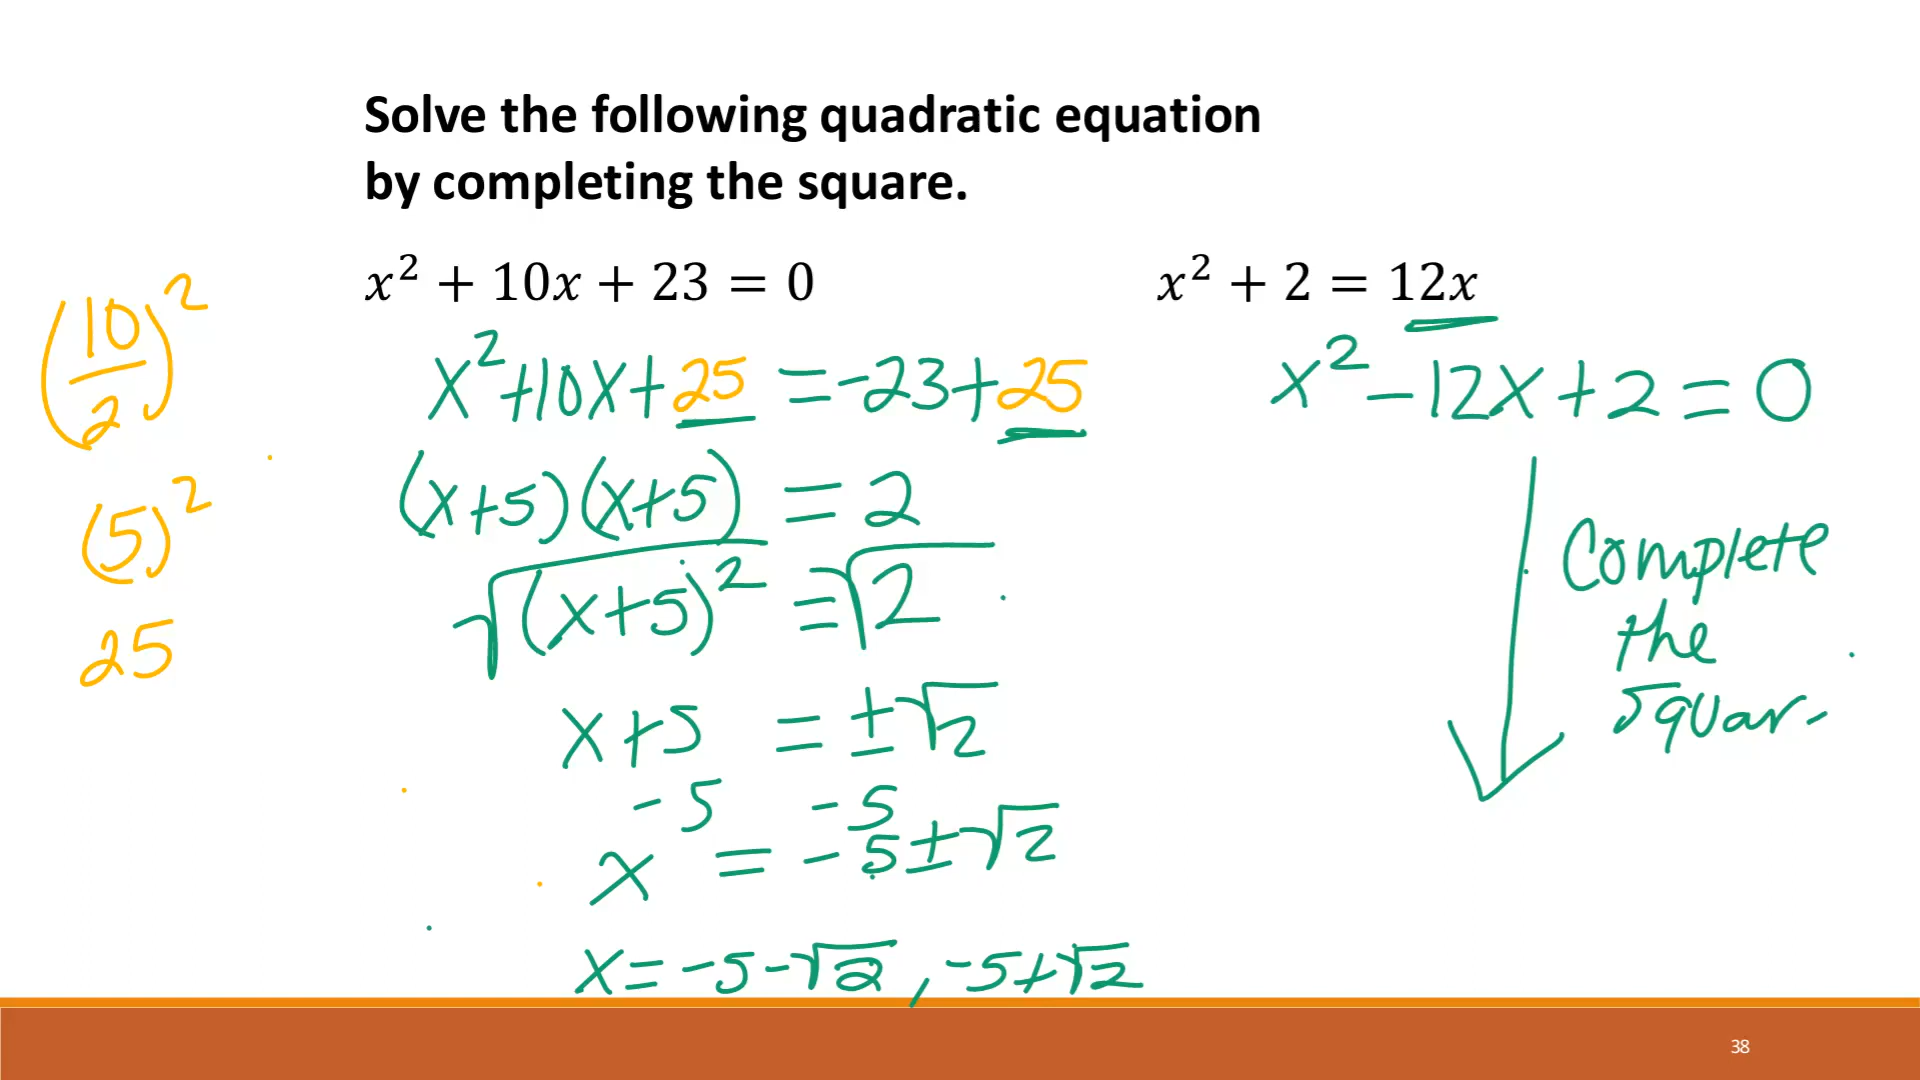 Solve the following quadratic equation
by completing the square.
x² + 10x + 23 = 0
x² + 10x + 25 = -23 + 25
(x+5)(x+5) = 2
√(x+5)² = √2
x+5 = ±√2
-5 -5
x = -5 ± √2
x = -5-√2, -5+√2
(10/2)²
(5)²
25
x² + 2 = 12x
x² - 12x + 2 = 0
Complete
the
Squar
38